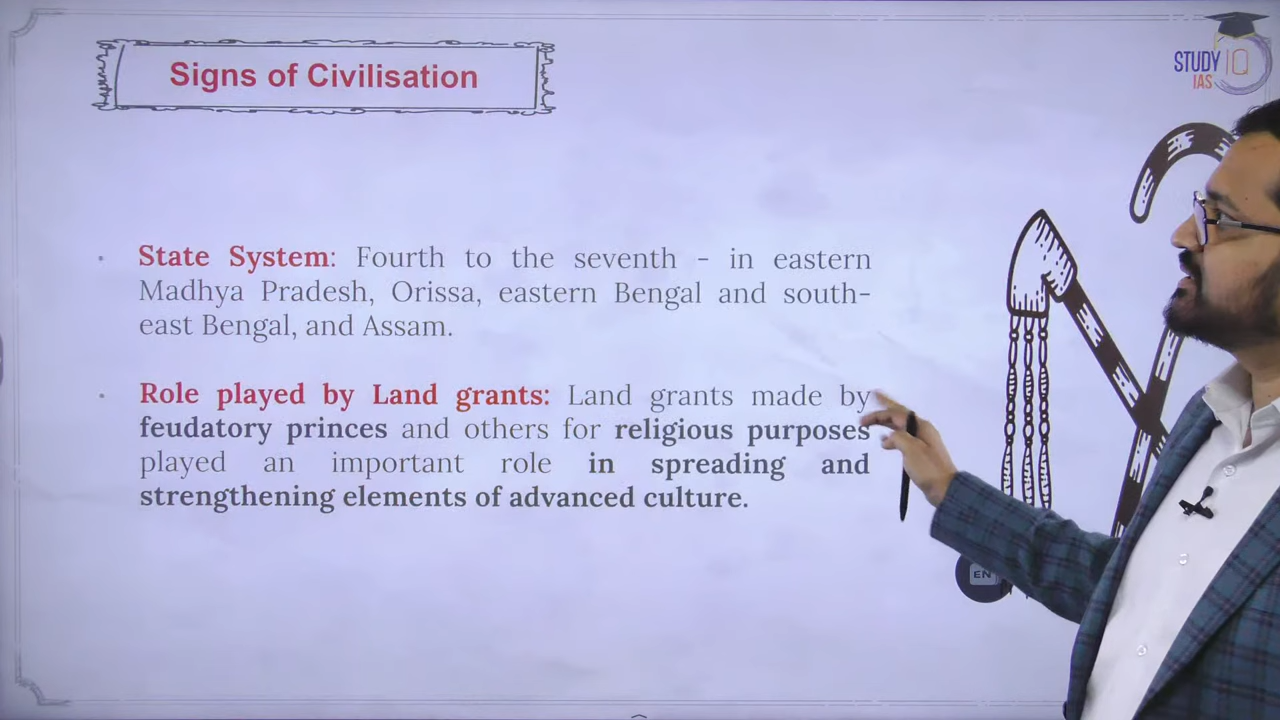 Signs of Civilisation
STUDY IQ
IAS
State System: Fourth to the seventh - in eastern
Madhya Pradesh, Orissa, eastern Bengal and south-
east Bengal, and Assam.
Role played by Land grants: Land grants made by
feudatory princes and others for religious purposes
played an important role in spreading and
strengthening elements of advanced culture.
EN